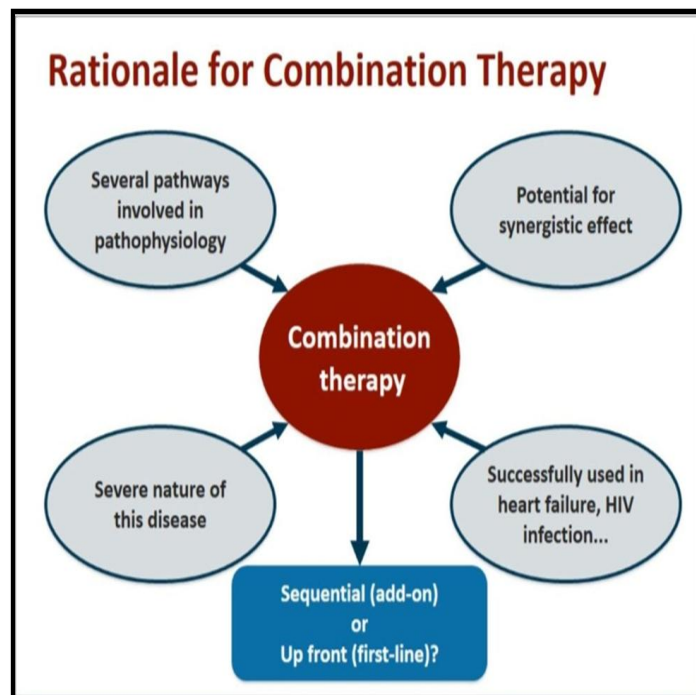 Rationale for Combination Therapy
Several pathways
involved in
pathophysiology
Potential for
synergistic effect
Combination
therapy
Severe nature of
this disease
Successfully used in
heart failure, HIV
infection...
Sequential (add-on)
or
Up front (first-line)?